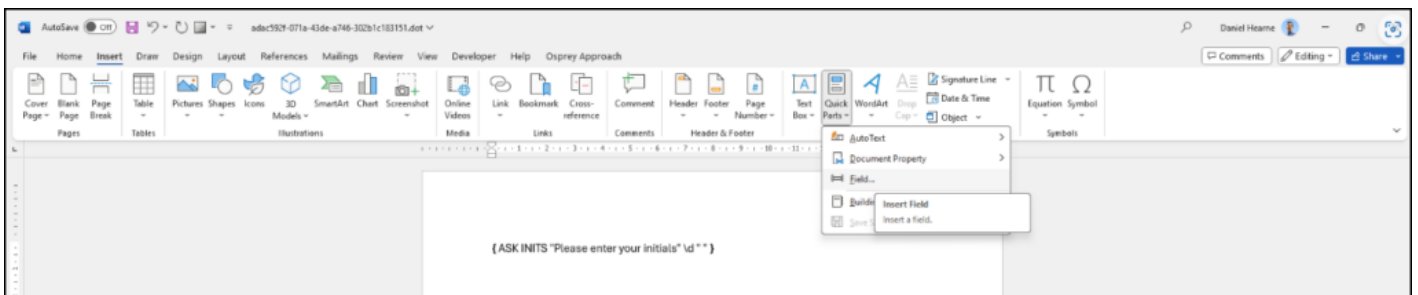 AutoSave Off adac592f-071a-43de-a746-302b1c183151.dot Daniel Hearne
File Home Insert Draw Design Layout References Mailings Review View Developer Help Osprey Approach Comments Editing Share
Cover Page Blank Page Page Break Table Pictures Shapes Icons 3D Models SmartArt Chart Screenshot Online Videos Link Bookmark Cross-reference Comment Header Footer Page Number Text Box Quick Parts WordArt Drop Cap Signature Line Date & Time Object Equation Symbol
Pages Tables Illustrations Media Links Comments Header & Footer Symbols
AutoText
Document Property
Field...
Insert Field
Insert a field.
{ ASK INITS "Please enter your initials" \d " " }